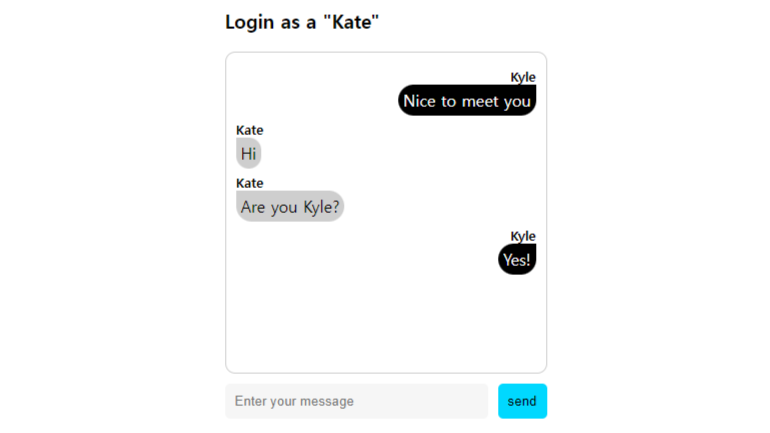 Login as a "Kate"
Kyle
Nice to meet you
Kate
Hi
Kate
Are you Kyle?
Kyle
Yes!
Enter your message
send